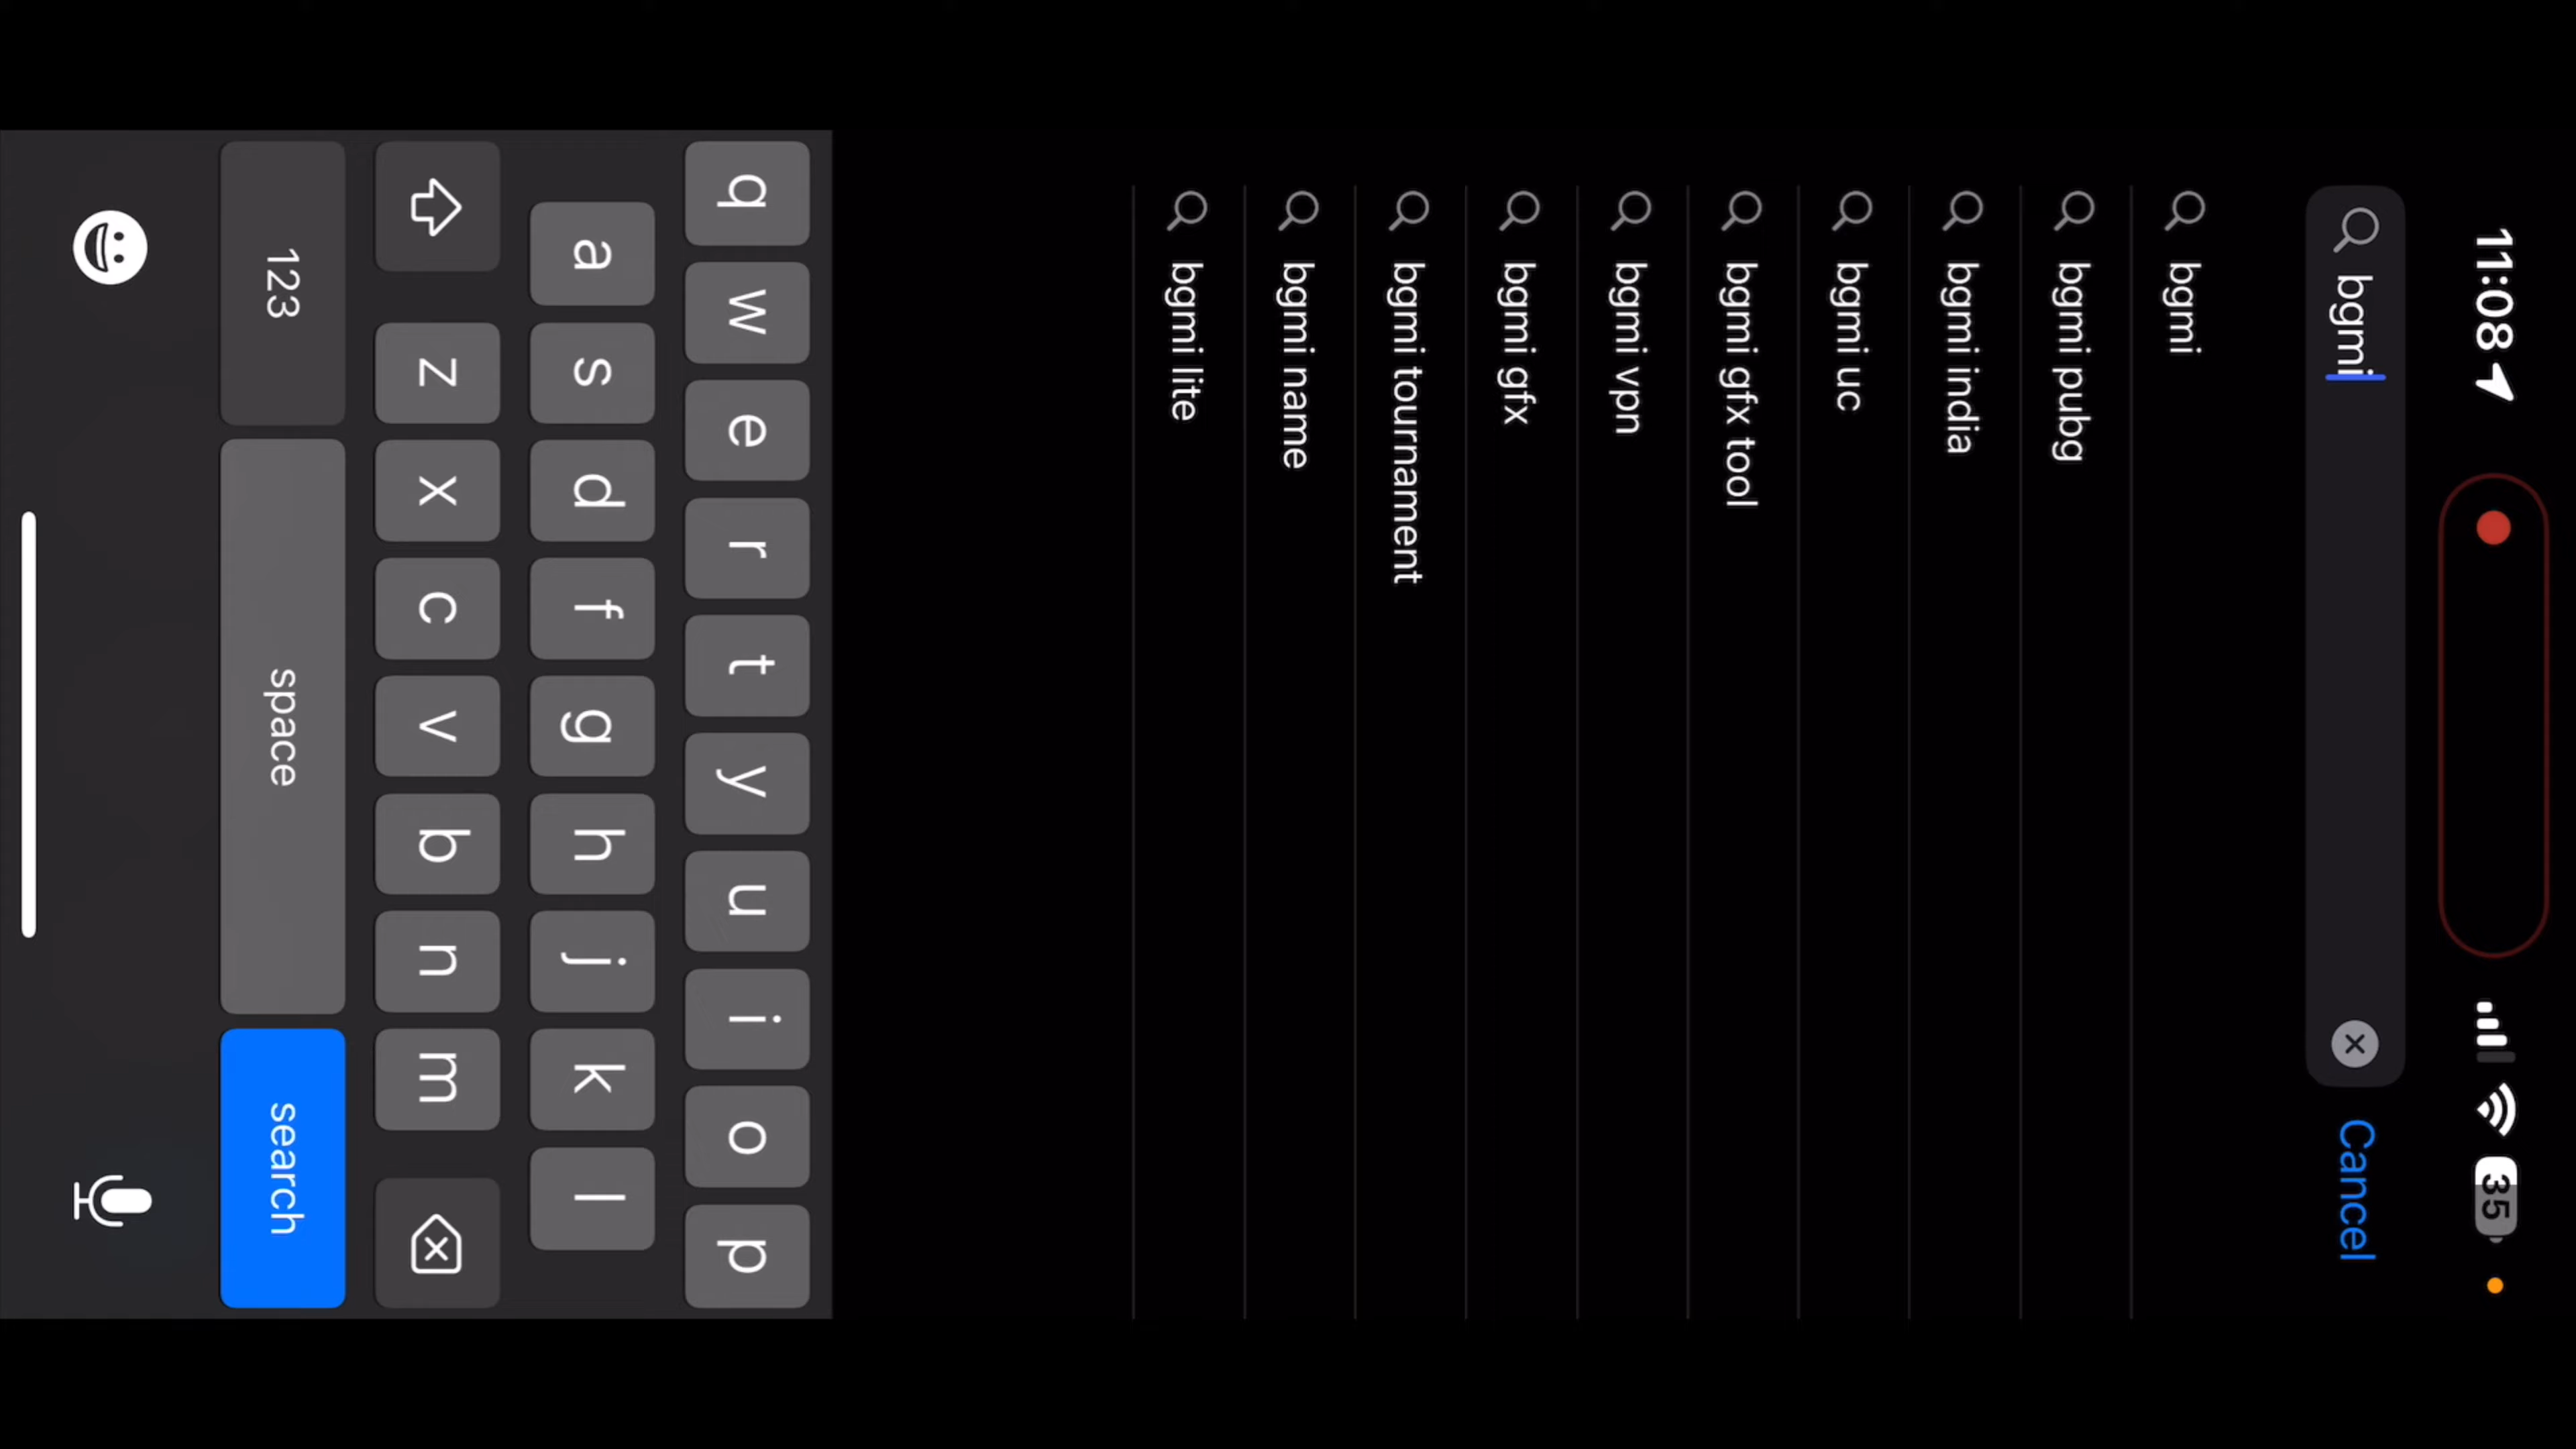 11:08
35
bgmi
Cancel
bgmi
bgmi pubg
bgmi india
bgmi uc
bgmi gfx tool
bgmi vpn
bgmi gfx
bgmi tournament
bgmi name
bgmi lite
q w e r t y u i o p
a s d f g h j k l
z x c v b n m
123 space search